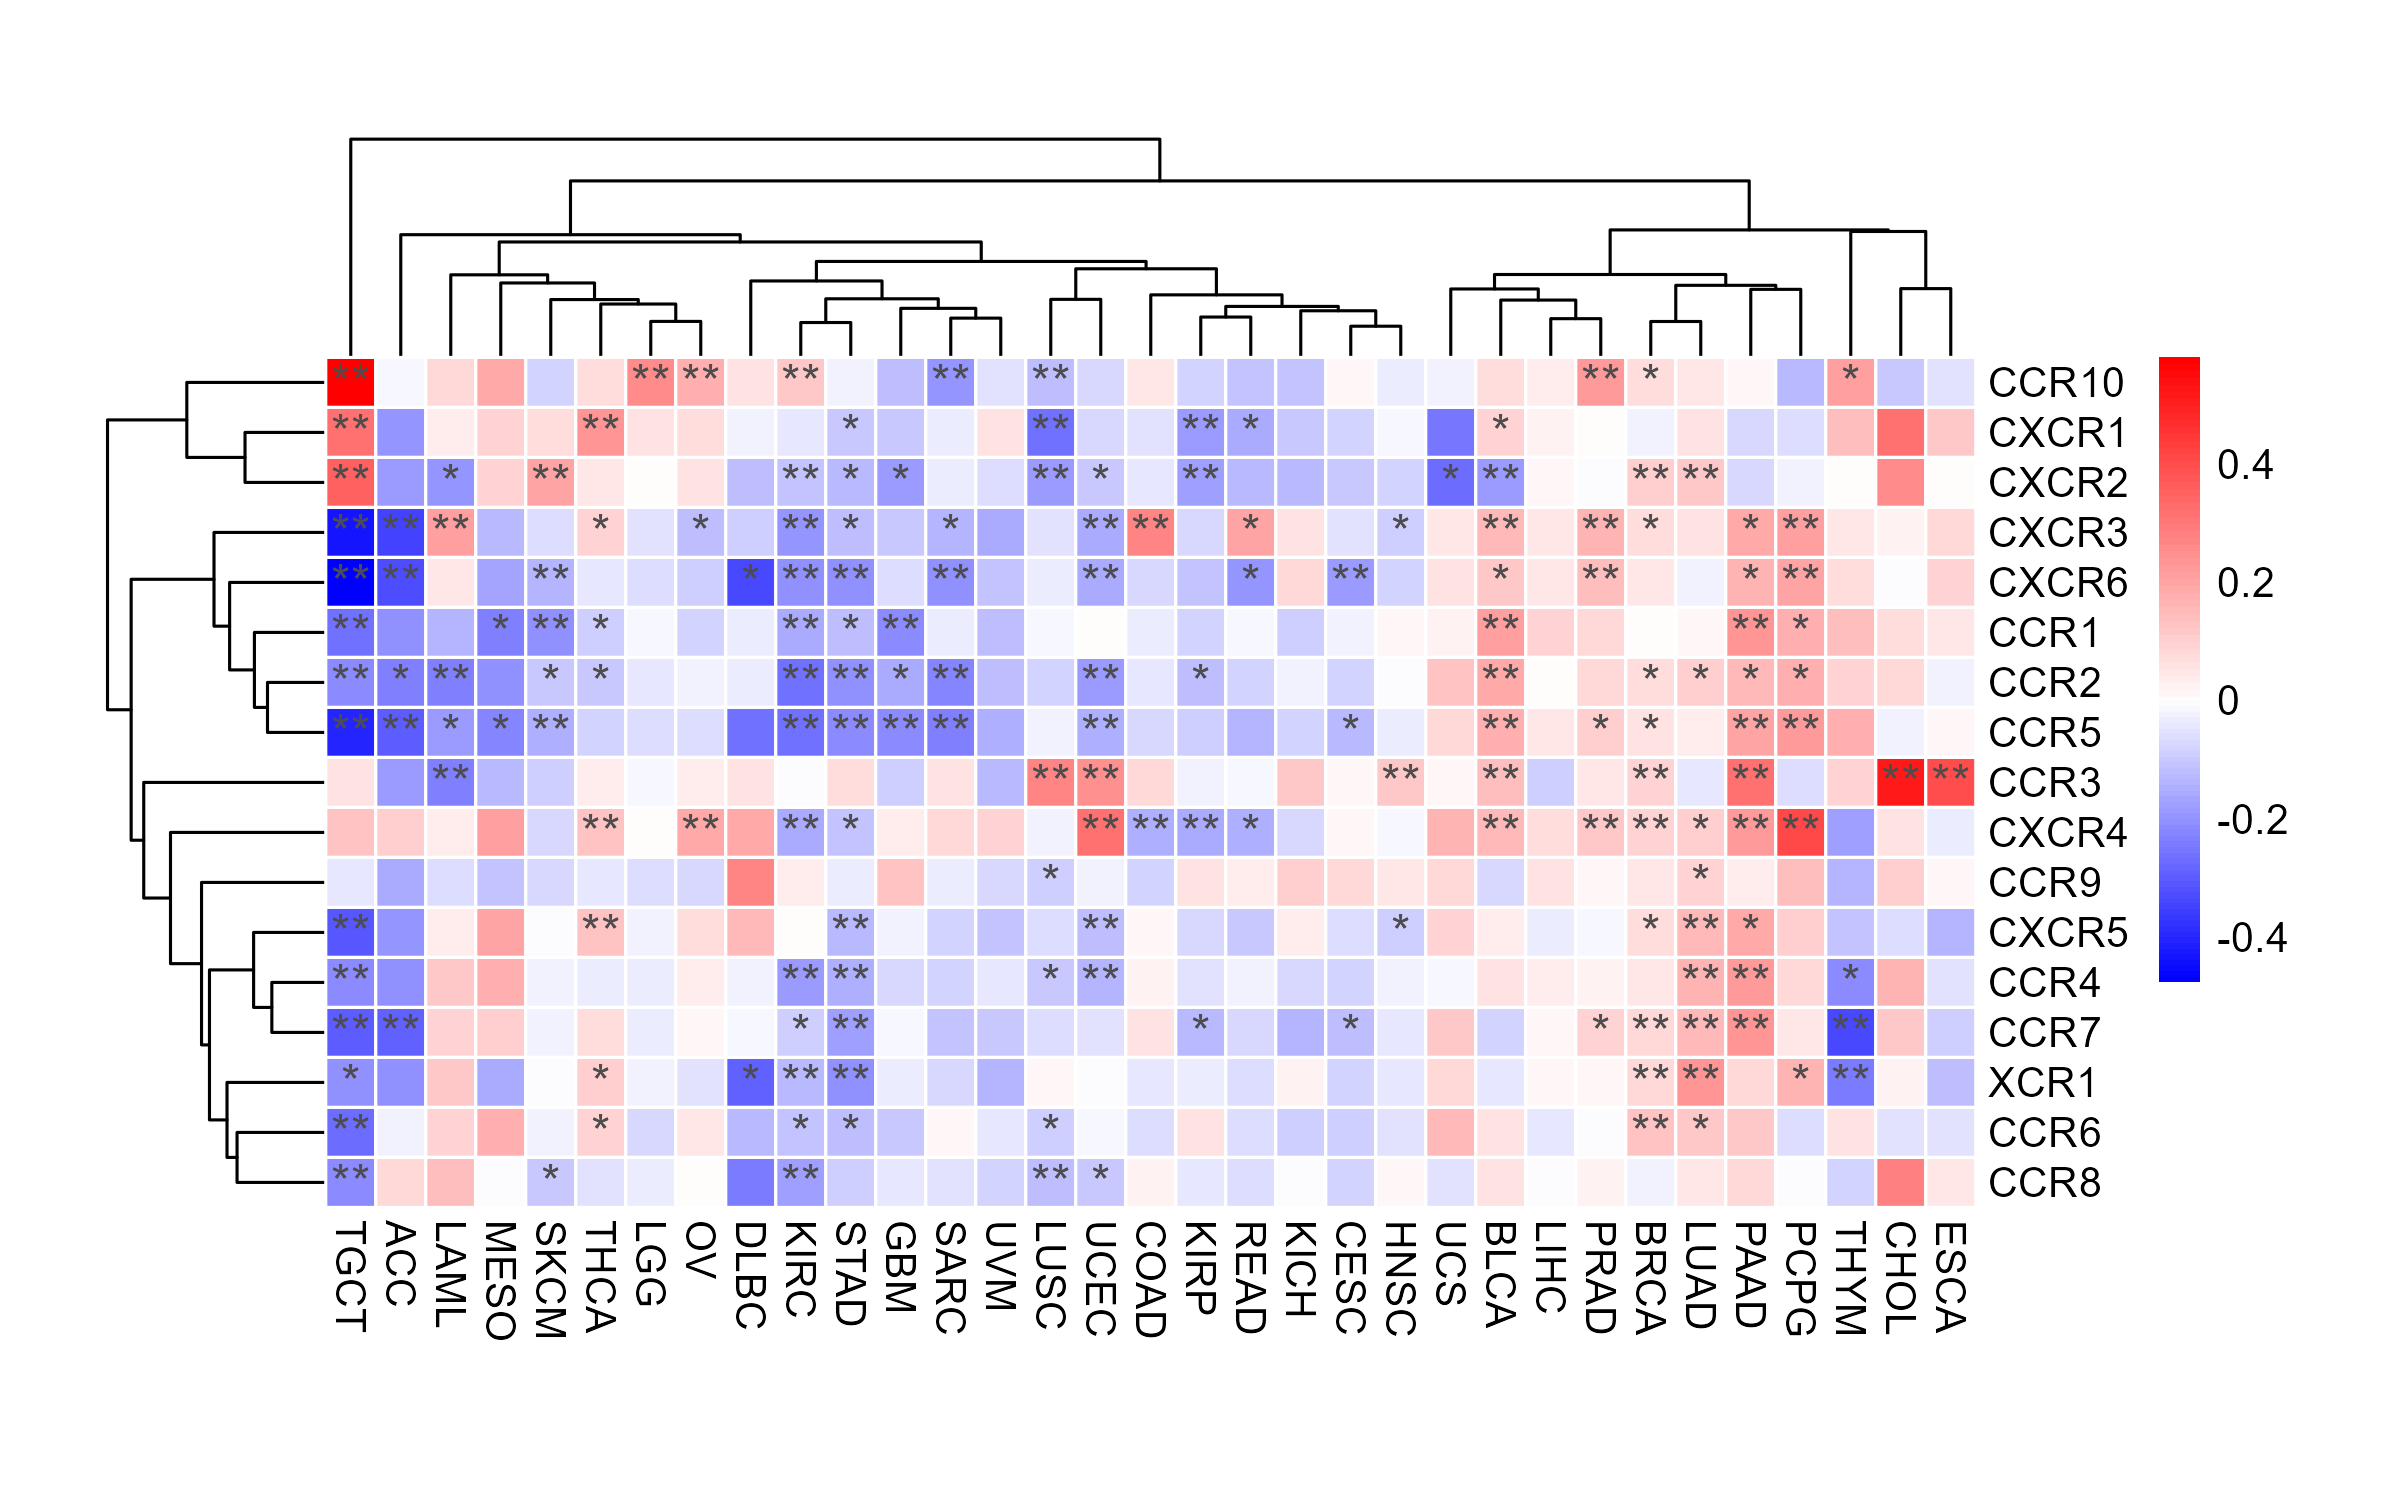 ** ** ** ** ** ** ** * * CCR10
** ** * ** ** * * CXCR1
** * ** ** * * ** * ** * ** ** ** CXCR2
** ** ** * * ** * * ** ** * * ** ** * * ** CXCR3
** ** ** * ** ** ** ** * ** * ** * ** CXCR6
** * ** * ** * ** ** ** * CCR1
** * ** * * ** ** * ** ** * ** * * * * CCR2
** ** * * ** ** ** ** ** ** * ** * * ** ** CCR5
** ** ** ** ** ** ** ** ** CCR3
** ** ** * ** ** ** * ** ** ** * ** ** CXCR4
* * CCR9
** ** ** ** * * ** * CXCR5
** ** ** * ** ** ** * CCR4
** ** * ** * * * ** ** ** ** CCR7
* * * ** ** ** ** * ** XCR1
** * * * * ** * CCR6
** * ** ** * CCR8
0.4
0.2
0
-0.2
-0.4
TGCT
ACC
LAML
MESO
SKCM
THCA
LGG
OV
DLBC
KIRC
STAD
GBM
SARC
UVM
LUSC
UCEC
COAD
KIRP
READ
KICH
CESC
HNSC
UCS
BLCA
LIHC
PRAD
BRCA
LUAD
PAAD
PCPG
THYM
CHOL
ESCA